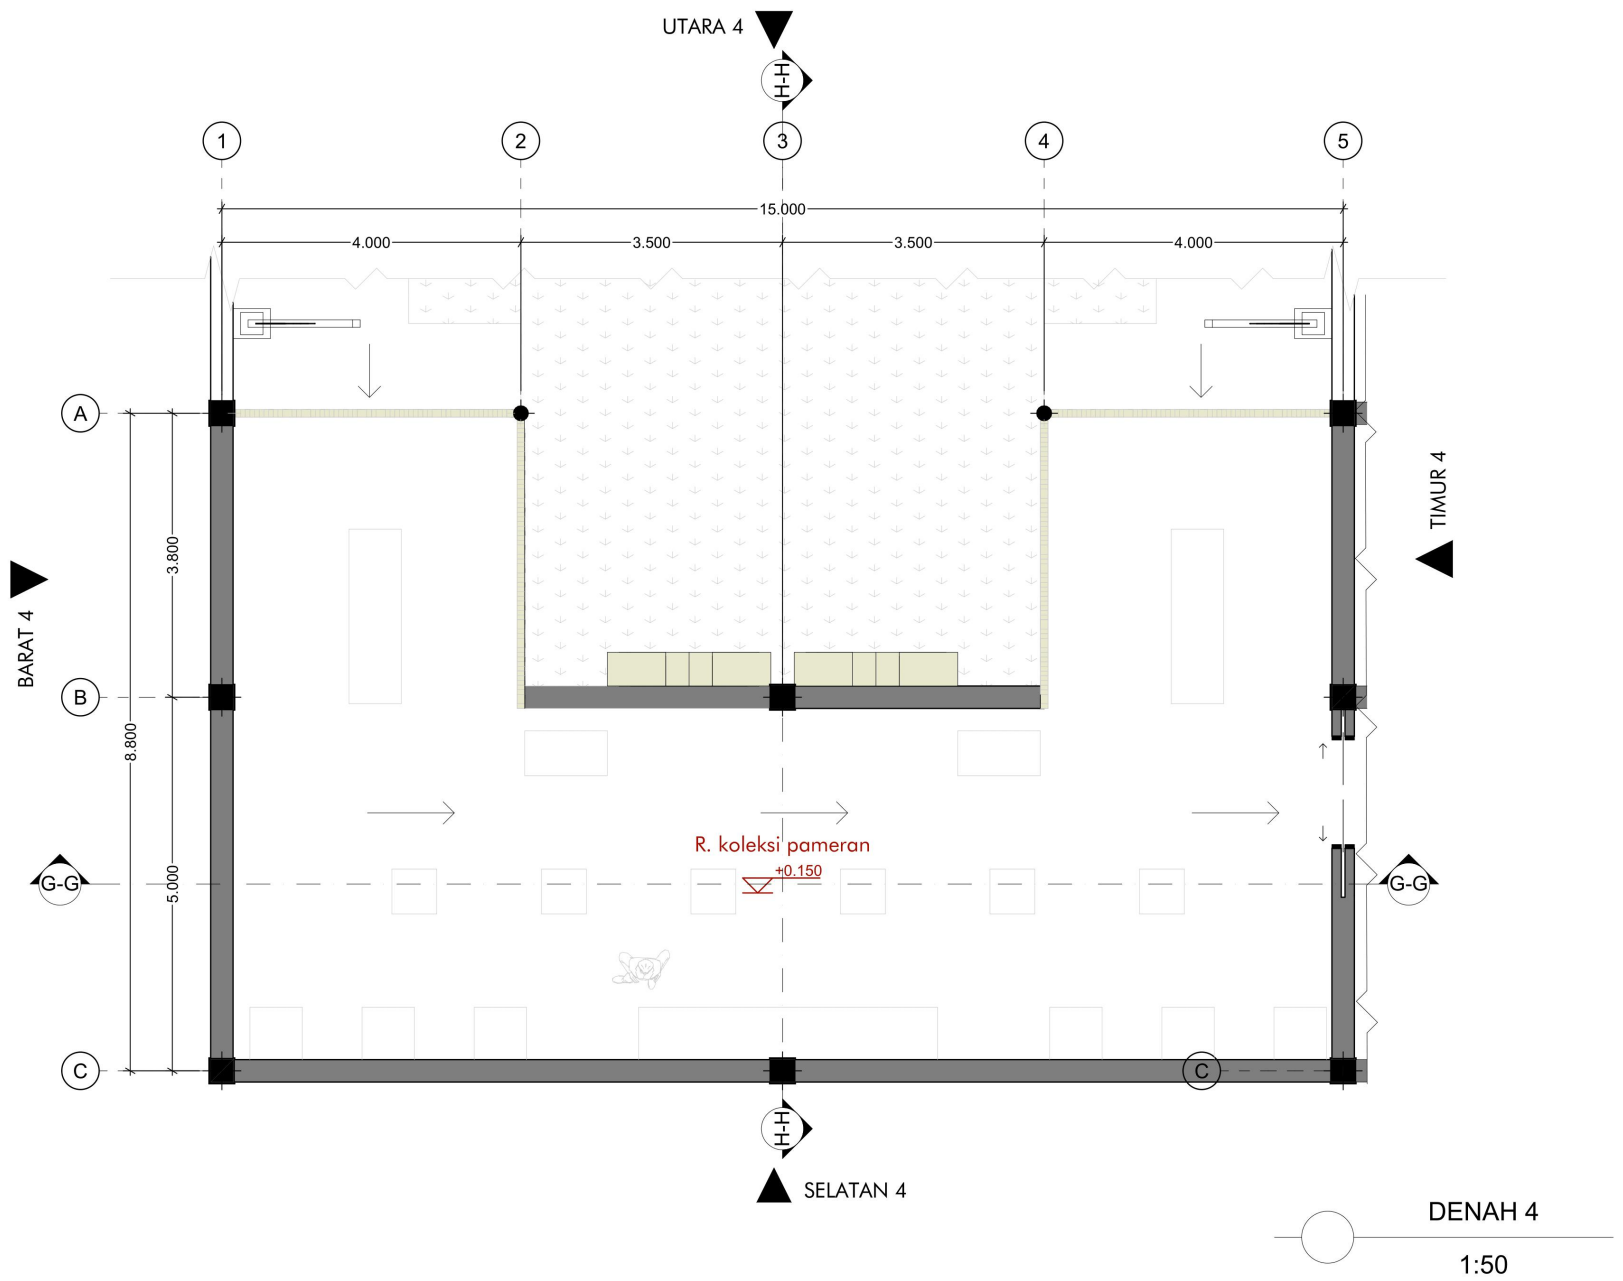 UTARA 4
H-H
1
2
3
4
5
15.000
4.000
3.500
3.500
4.000
A
3.800
TIMUR 4
BARAT 4
B
8.800
R. koleksi pameran
+0.150
G-G
5.000
G-G
C
C
H-H
SELATAN 4
DENAH 4
1:50